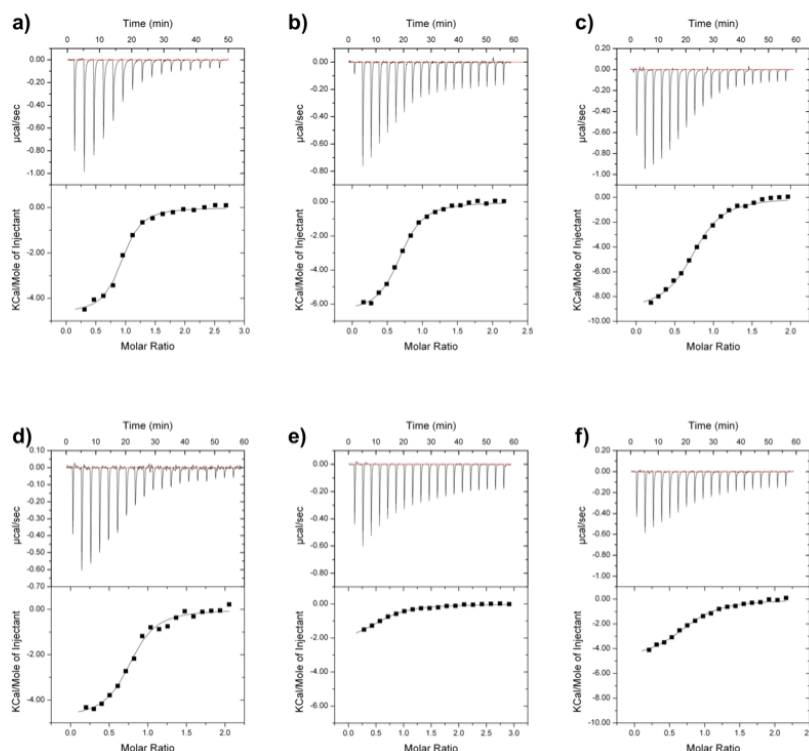 a)
Time (min)
0 10 20 30 40 50
0.00
-0.20
-0.40
-0.60
-0.80
-1.00
µcal/sec
0.00
-2.00
-4.00
KCal/Mole of Injectant
0.0 0.5 1.0 1.5 2.0 2.5 3.0
Molar Ratio
b)
Time (min)
0 10 20 30 40 50 60
0.00
-0.20
-0.40
-0.60
-0.80
µcal/sec
0.00
-2.00
-4.00
-6.00
KCal/Mole of Injectant
0.0 0.5 1.0 1.5 2.0 2.5
Molar Ratio
c)
Time (min)
0 10 20 30 40 50 60
0.20
0.00
-0.20
-0.40
-0.60
-0.80
-1.00
µcal/sec
0.00
-2.00
-4.00
-6.00
-8.00
-10.00
KCal/Mole of Injectant
0.0 0.5 1.0 1.5 2.0
Molar Ratio
d)
Time (min)
0 10 20 30 40 50 60
0.10
0.00
-0.10
-0.20
-0.30
-0.40
-0.50
-0.60
-0.70
µcal/sec
0.00
-2.00
-4.00
KCal/Mole of Injectant
0.0 0.5 1.0 1.5 2.0
Molar Ratio
e)
Time (min)
0 10 20 30 40 50 60
0.00
-0.20
-0.40
-0.60
-0.80
µcal/sec
0.00
-2.00
-4.00
-6.00
KCal/Mole of Injectant
0.0 0.5 1.0 1.5 2.0 2.5 3.0
Molar Ratio
f)
Time (min)
0 10 20 30 40 50 60
0.00
-0.20
-0.40
-0.60
-0.80
-1.00
µcal/sec
0.00
-2.00
-4.00
-6.00
-8.00
-10.00
KCal/Mole of Injectant
0.0 0.5 1.0 1.5 2.0
Molar Ratio